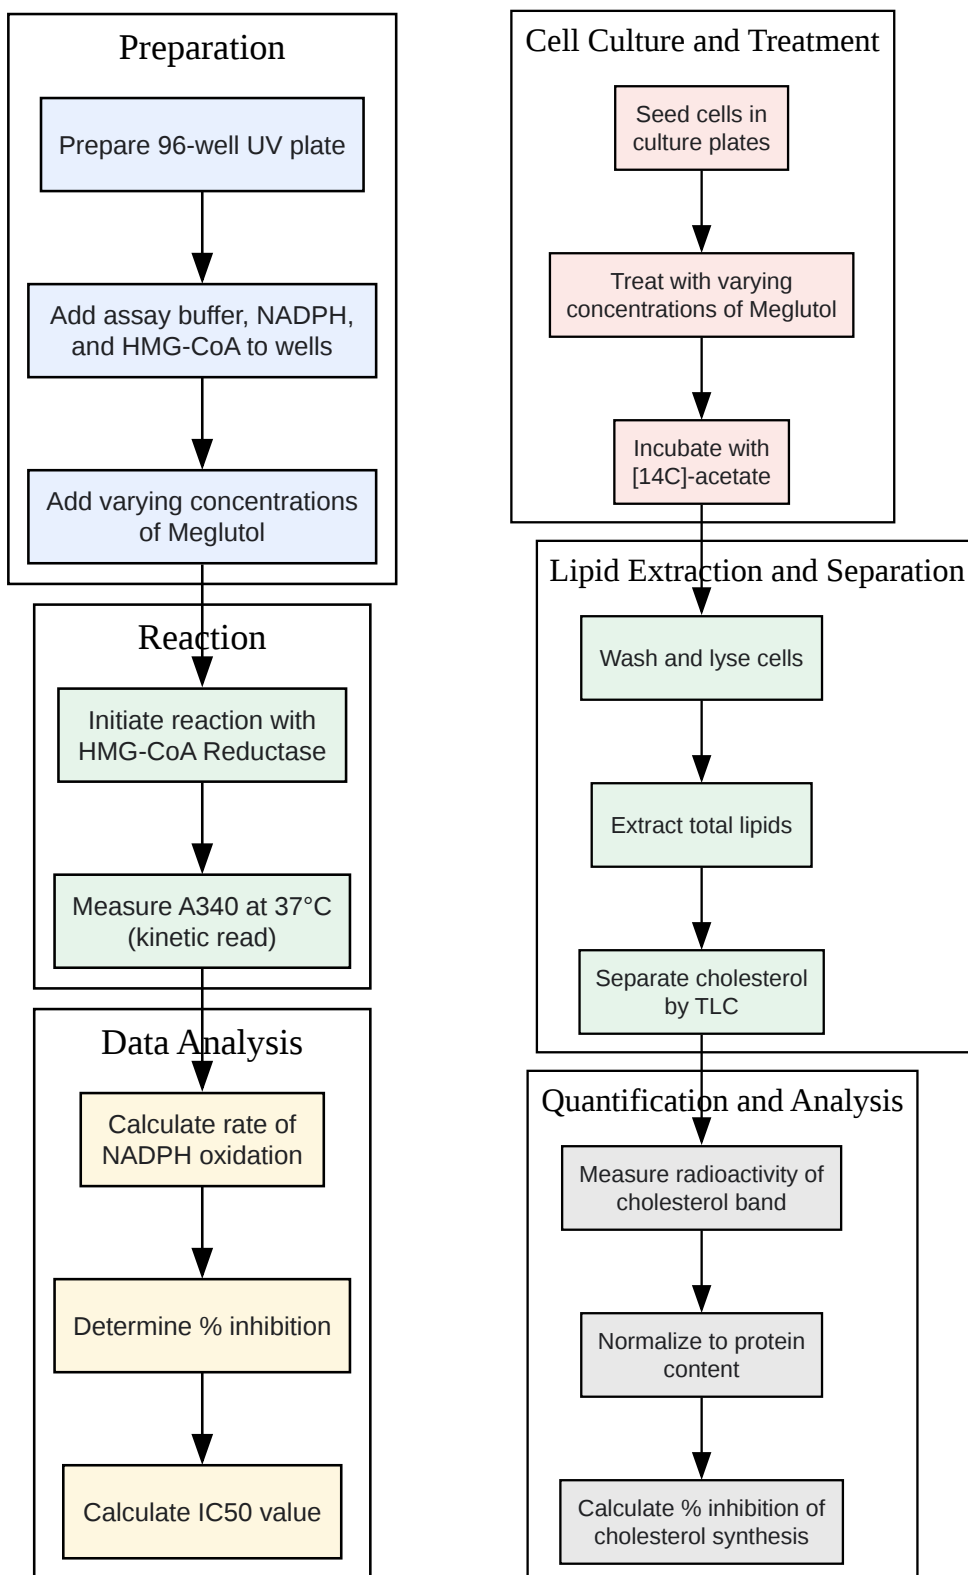 Preparation
Prepare 96-well UV plate
Add assay buffer, NADPH,
and HMG-CoA to wells
Add varying concentrations
of Meglutol
Reaction
Initiate reaction with
HMG-CoA Reductase
Measure A340 at 37°C
(kinetic read)
Data Analysis
Calculate rate of
NADPH oxidation
Determine % inhibition
Calculate IC50 value
Cell Culture and Treatment
Seed cells in
culture plates
Treat with varying
concentrations of Meglutol
Incubate with
[14C]-acetate
Lipid Extraction and Separation
Wash and lyse cells
Extract total lipids
Separate cholesterol
by TLC
Quantification and Analysis
Measure radioactivity of
cholesterol band
Normalize to protein
content
Calculate % inhibition of
cholesterol synthesis